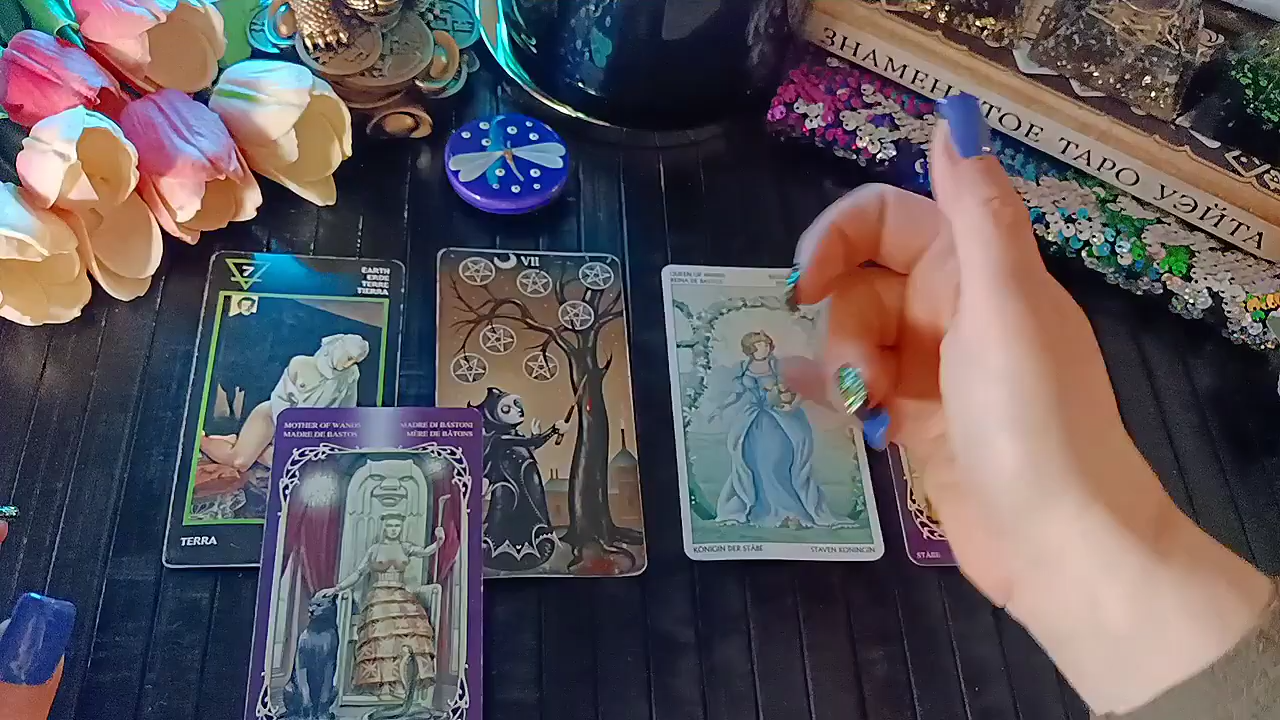 ЗНАМЕНИТОЕ ТАРО УЭЙТА
7
EARTH
ERDE
TERRE
TIERRA
TERRA
VII
QUEEN OF WANDS
REINA DE BASTOS
KÖNIGIN DER STÄBE
STAVEN KONINGIN
MOTHER OF WANDS
MADRE DI BASTONI
MADRE DE BASTOS
MÈRE DE BÂTONS
STÄBE